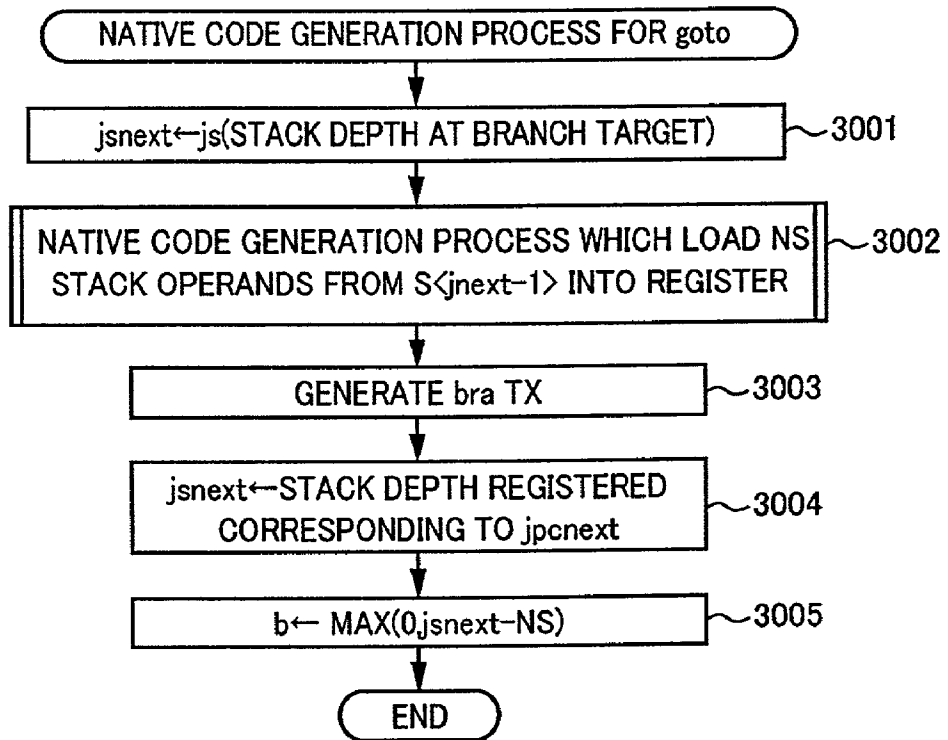 NATIVE CODE GENERATION PROCESS FOR goto
jsnext←js(STACK DEPTH AT BRANCH TARGET)
3001
NATIVE CODE GENERATION PROCESS WHICH LOAD NS
STACK OPERANDS FROM S<jnext-1> INTO REGISTER
3002
GENERATE bra TX
3003
jsnext←STACK DEPTH REGISTERED
CORRESPONDING TO jpcnext
3004
b← MAX(0,jsnext-NS)
3005
END